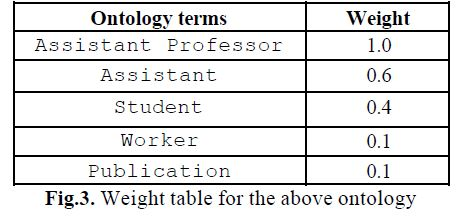 Ontology terms Weight
Assistant Professor 1.0
Assistant 0.6
Student 0.4
Worker 0.1
Publication 0.1
Fig.3. Weight table for the above ontology